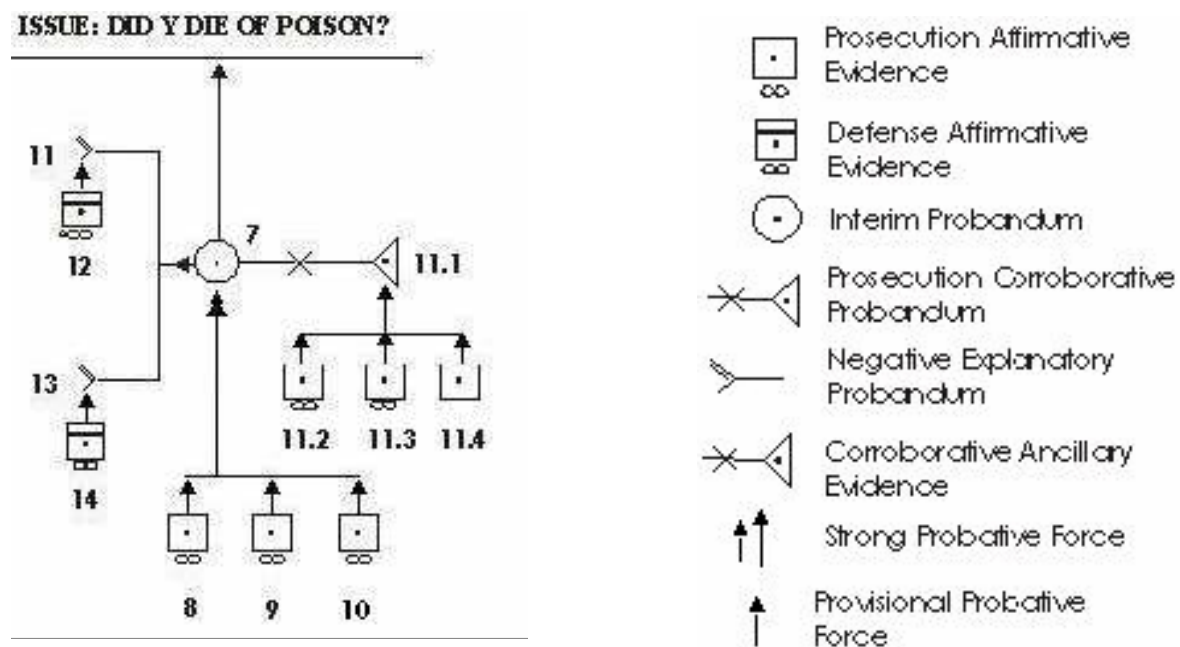 ISSUE: DID Y DIE OF POISON?
11
12
7
11.1
13
14
11.2 11.3 11.4
8 9 10
Prosecution Affirmative
Evidence
Defense Affirmative
Evidence
Interim Probandum
Prosecution Corroborative
Probandum
Negative Explanatory
Probandum
Corroborative Ancillary
Evidence
Strong Probative Force
Provisional Probative
Force